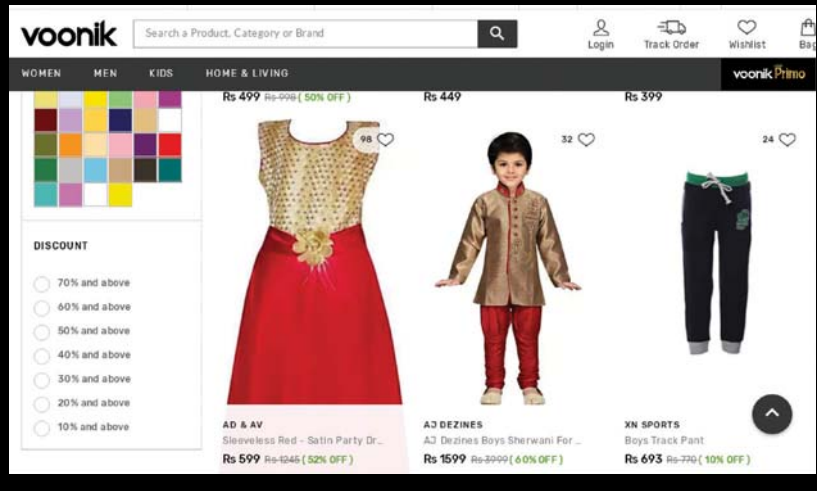 voonik
Search a Product, Category or Brand
Login
Track Order
Wishlist
Bag
WOMEN MEN KIDS HOME & LIVING
voonik Primo
Rs 499 Rs 998 ( 50% OFF )
Rs 449
Rs 399
98
32
24
DISCOUNT
70% and above
60% and above
50% and above
40% and above
30% and above
20% and above
10% and above
AD & AV
Sleeveless Red - Satin Party Dr...
Rs 599 Rs 1245 ( 52% OFF )
AJ DEZINES
AJ Dezines Boys Sherwani For ...
Rs 1599 Rs 3999 ( 60% OFF )
XN SPORTS
Boys Track Pant
Rs 693 Rs 770 ( 10% OFF )